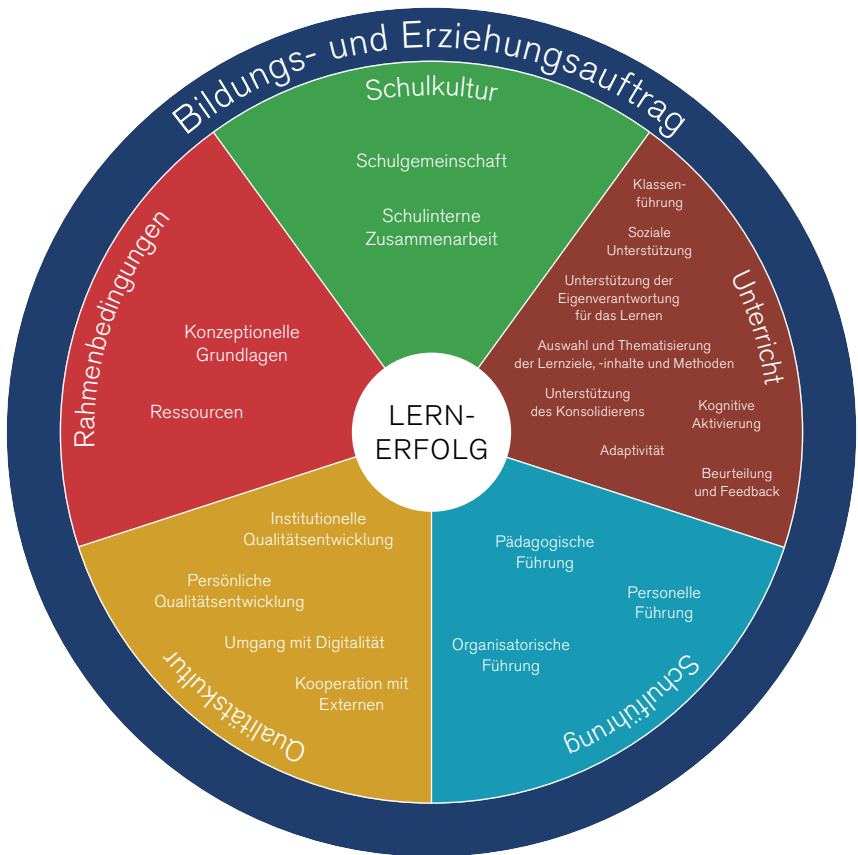 Bildungs- und Erziehungsauftrag
Schulkultur
Schulgemeinschaft
Schulinterne
Zusammenarbeit
Unterricht
Klassen-
führung
Soziale
Unterstützung
Unterstützung der
Eigenverantwortung
für das Lernen
Auswahl und Thematisierung
der Lernziele, -inhalte und Methoden
Unterstützung
des Konsolidierens
Kognitive
Aktivierung
Adaptivität
Beurteilung
und Feedback
Schulführung
Pädagogische
Führung
Personelle
Führung
Organisatorische
Führung
Qualitätskultur
Institutionelle
Qualitätsentwicklung
Persönliche
Qualitätsentwicklung
Umgang mit Digitalität
Kooperation mit
Externen
Rahmenbedingungen
Konzeptionelle
Grundlagen
Ressourcen
LERN-
ERFOLG